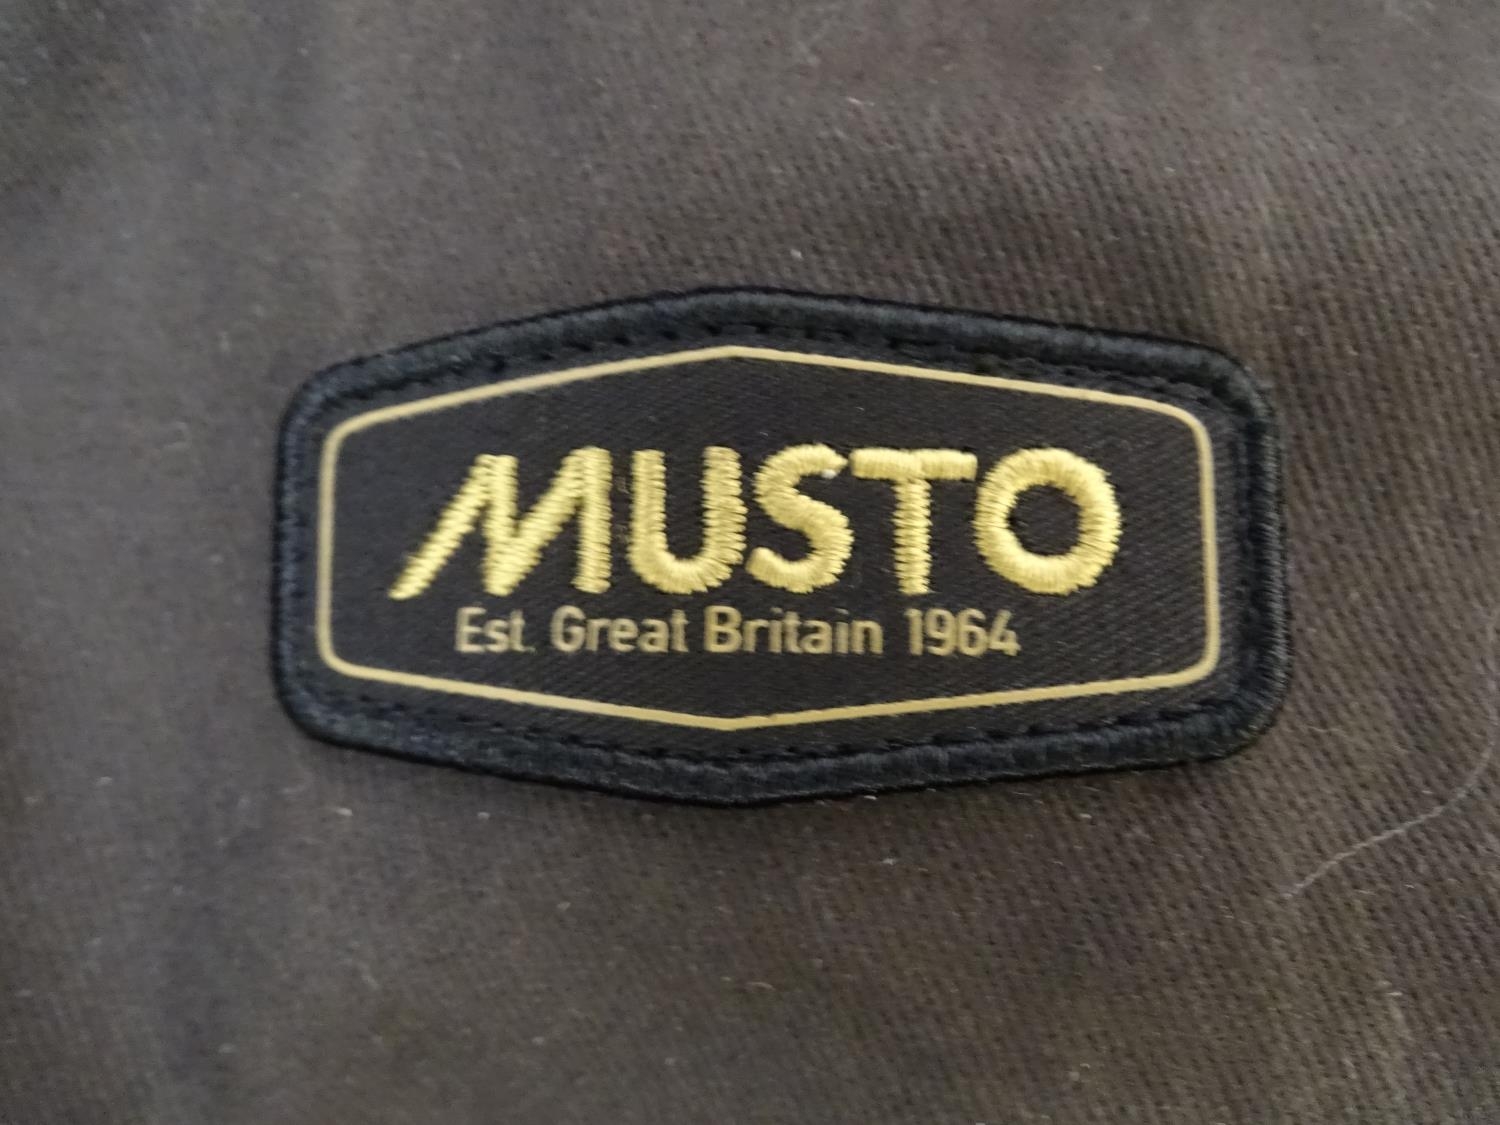 MUSTO
Est. Great Britain 1964